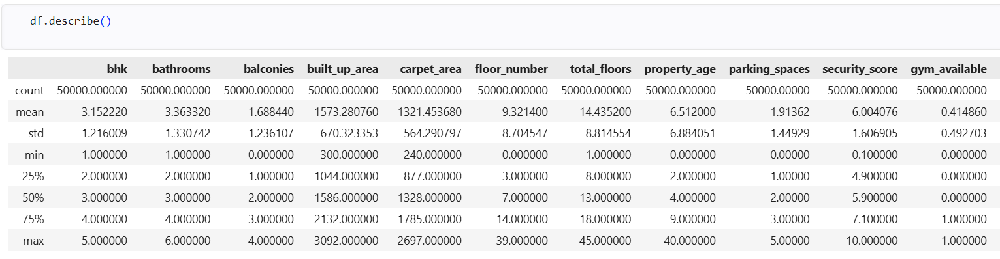 df.describe()
bhk bathrooms balconies built_up_area carpet_area floor_number total_floors property_age parking_spaces security_score gym_available
count 50000.000000 50000.000000 50000.000000 50000.000000 50000.000000 50000.000000 50000.000000 50000.000000 50000.00000 50000.000000 50000.000000
mean 3.152220 3.363320 1.688440 1573.280760 1321.453680 9.321400 14.435200 6.512000 1.91362 6.004076 0.414860
std 1.216009 1.330742 1.236107 670.323353 564.290797 8.704547 8.814554 6.884051 1.44929 1.606905 0.492703
min 1.000000 1.000000 0.000000 300.000000 240.000000 0.000000 1.000000 0.000000 0.00000 0.100000 0.000000
25% 2.000000 2.000000 1.000000 1044.000000 877.000000 3.000000 8.000000 2.000000 1.00000 4.900000 0.000000
50% 3.000000 3.000000 2.000000 1586.000000 1328.000000 7.000000 13.000000 4.000000 2.00000 5.900000 0.000000
75% 4.000000 4.000000 3.000000 2132.000000 1785.000000 14.000000 18.000000 9.000000 3.00000 7.100000 1.000000
max 5.000000 6.000000 4.000000 3092.000000 2697.000000 39.000000 45.000000 40.000000 5.00000 10.000000 1.000000